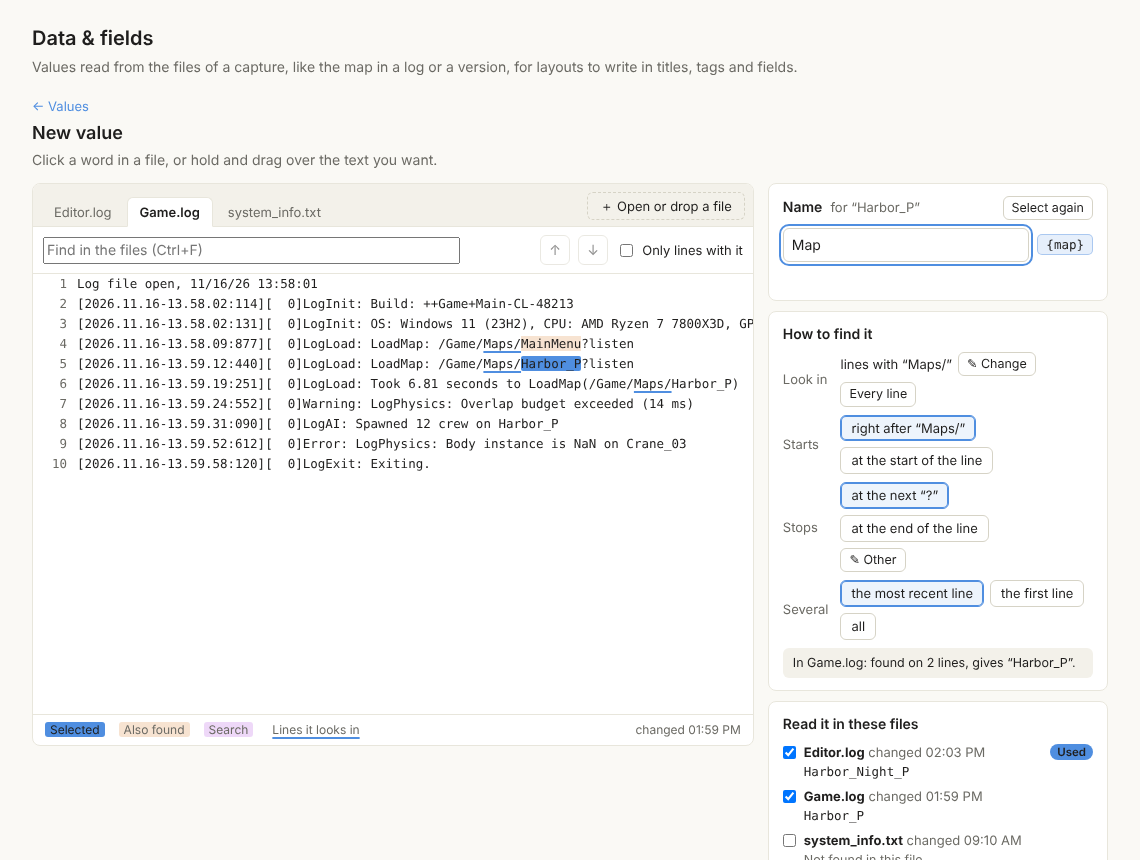 Data & fields
Values read from the files of a capture, like the map in a log or a version, for layouts to write in titles, tags and fields.
← Values
New value
Click a word in a file, or hold and drag over the text you want.
Editor.log Game.log system_info.txt + Open or drop a file
Find in the files (Ctrl+F) ↑ ↓ Only lines with it
1 Log file open, 11/16/26 13:58:01
2 [2026.11.16-13.58.02:114][  0]LogInit: Build: ++Game+Main-CL-48213
3 [2026.11.16-13.58.02:131][  0]LogInit: OS: Windows 11 (23H2), CPU: AMD Ryzen 7 7800X3D, GP
4 [2026.11.16-13.58.09:877][  0]LogLoad: LoadMap: /Game/Maps/MainMenu?listen
5 [2026.11.16-13.59.12:440][  0]LogLoad: LoadMap: /Game/Maps/Harbor_P?listen
6 [2026.11.16-13.59.19:251][  0]LogLoad: Took 6.81 seconds to LoadMap(/Game/Maps/Harbor_P)
7 [2026.11.16-13.59.24:552][  0]Warning: LogPhysics: Overlap budget exceeded (14 ms)
8 [2026.11.16-13.59.31:090][  0]LogAI: Spawned 12 crew on Harbor_P
9 [2026.11.16-13.59.52:612][  0]Error: LogPhysics: Body instance is NaN on Crane_03
10 [2026.11.16-13.59.58:120][  0]LogExit: Exiting.
Selected Also found Search Lines it looks in changed 01:59 PM
Name for “Harbor_P” Select again
Map {map}
How to find it
Look in lines with “Maps/” ✎ Change
Every line
Starts right after “Maps/”
at the start of the line
Stops at the next “?”
at the end of the line
✎ Other
Several the most recent line the first line
all
In Game.log: found on 2 lines, gives “Harbor_P”.
Read it in these files
Editor.log changed 02:03 PM Used
Harbor_Night_P
Game.log changed 01:59 PM
Harbor_P
system_info.txt changed 09:10 AM
Not found in this file